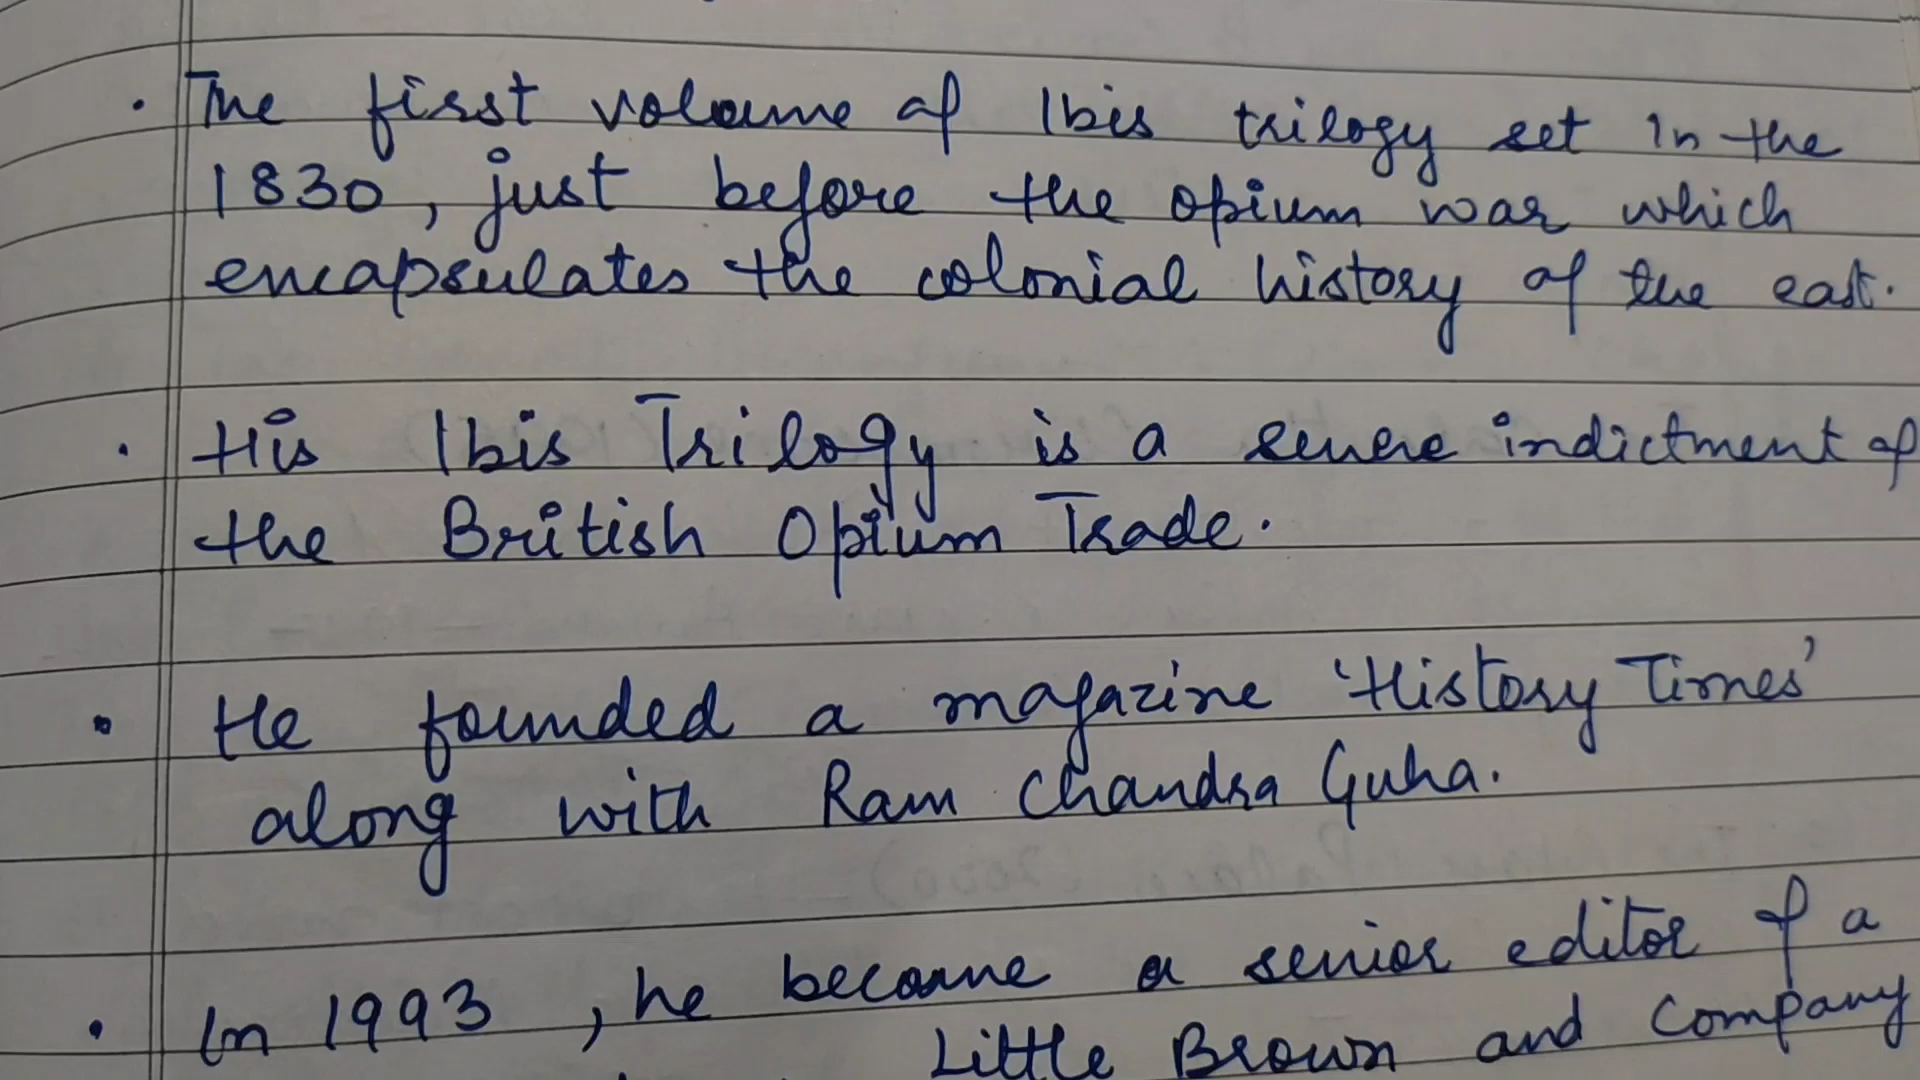 · The first volume of Ibis trilogy set in the
1830, just before the opium war which
encapsulates the colonial history of the east.
· His Ibis Trilogy is a severe indictment of
the British Opium Trade.
· He founded a magazine 'History Times'
along with Ram Chandra Guha.
· In 1993, he became a senior editor of a
Little Brown and Company